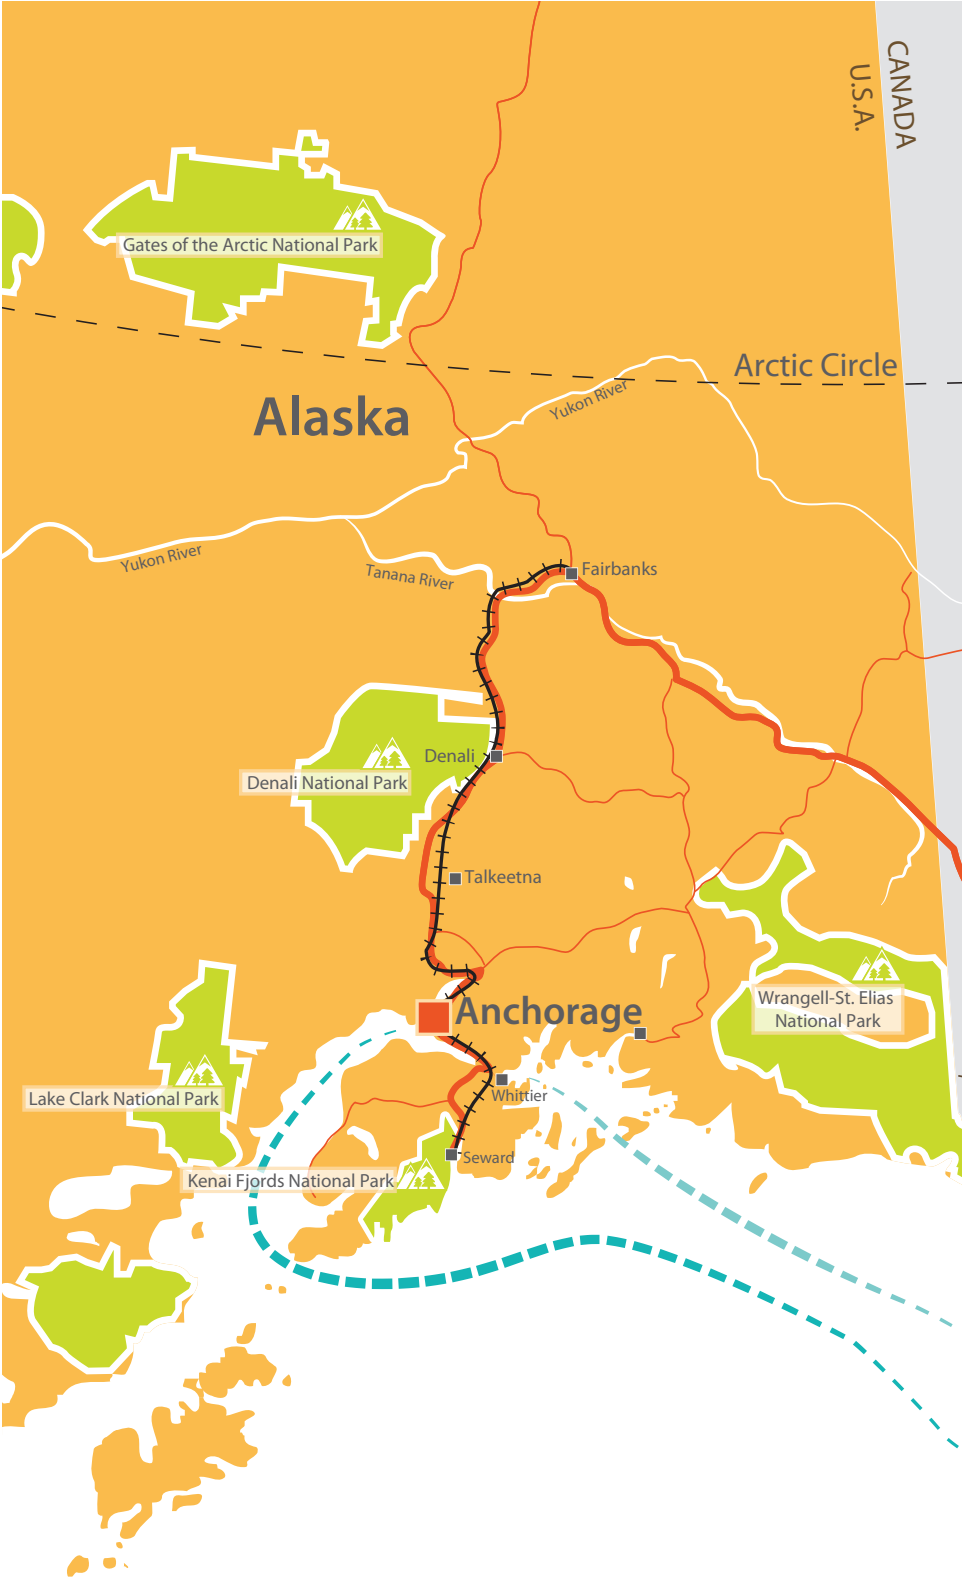 CANADA
U.S.A.
Gates of the Arctic National Park
Arctic Circle
Yukon River
Alaska
Yukon River
Tanana River
Fairbanks
Denali
Denali National Park
Talkeetna
Wrangell-St. Elias
National Park
Anchorage
Whittier
Lake Clark National Park
Seward
Kenai Fjords National Park